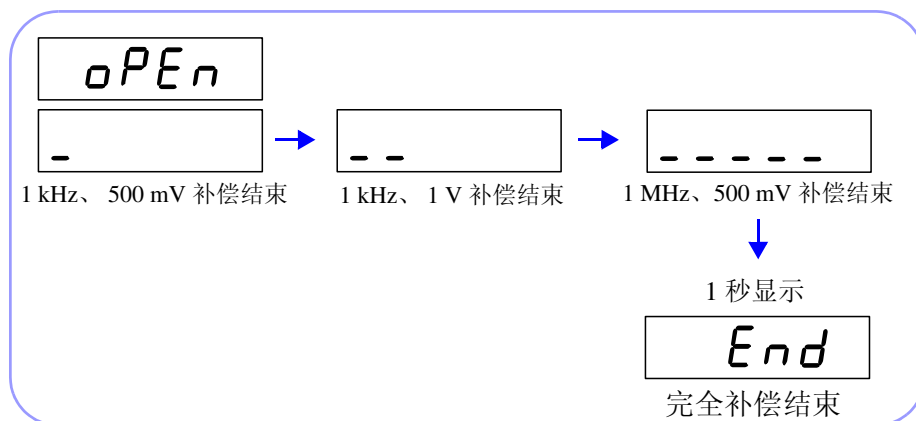 oPEn
_
_ _
_ _ _ _ _
1 kHz、 500 mV 补偿结束
1 kHz、 1 V 补偿结束
1 MHz、500 mV 补偿结束
1 秒显示
End
完全补偿结束